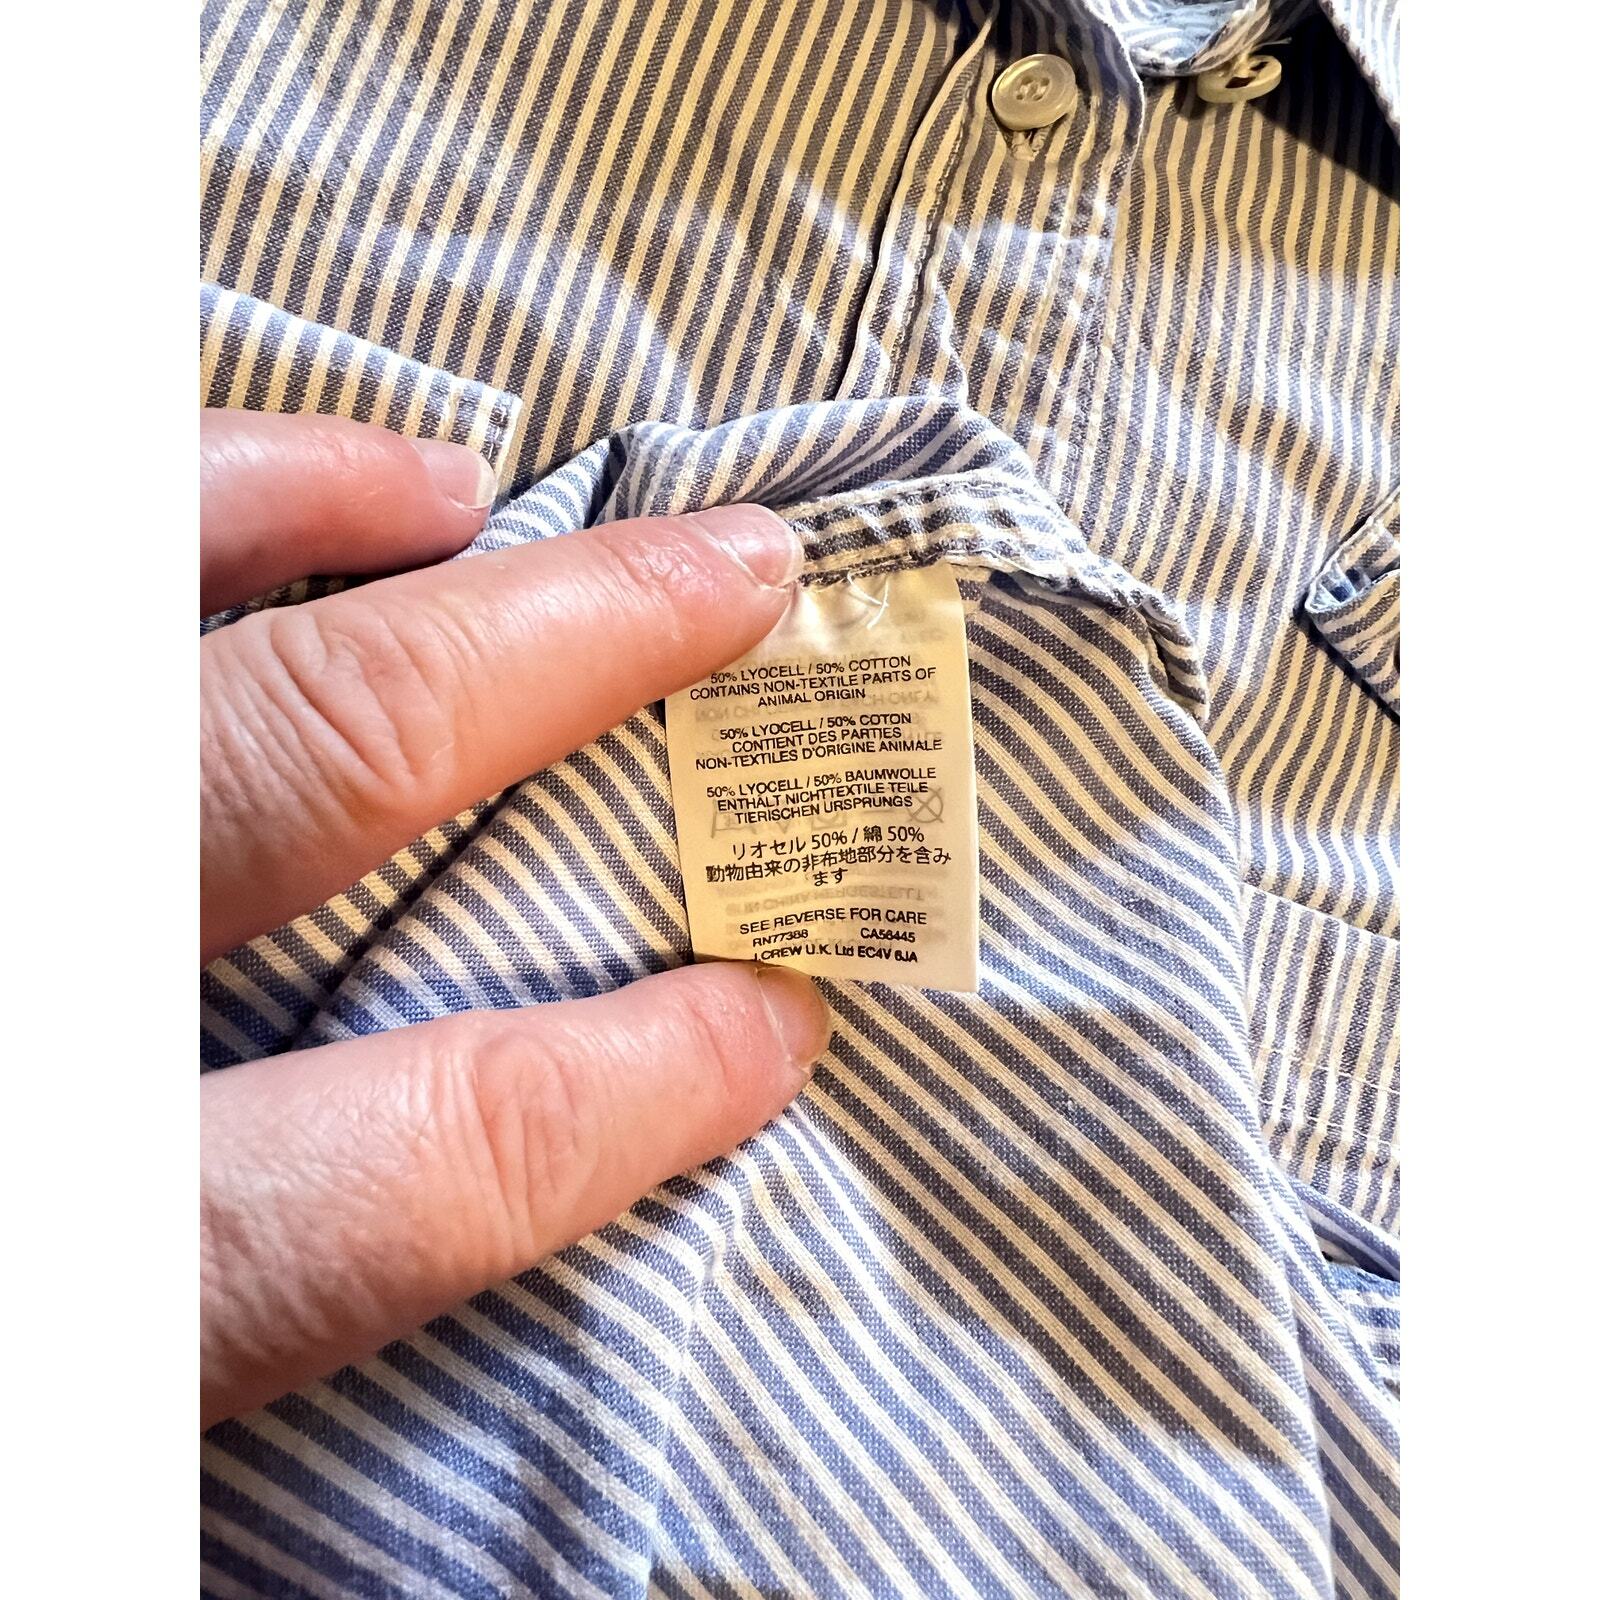 50% LYOCELL / 50% COTTON
CONTAINS NON-TEXTILE PARTS OF
ANIMAL ORIGIN
50% LYOCELL / 50% COTON
CONTIENT DES PARTIES
NON-TEXTILES D'ORIGINE ANIMALE
50% LYOCELL / 50% BAUMWOLLE
ENTHÄLT NICHTTEXTILE TEILE
TIERISCHEN URSPRUNGS
リオセル 50% / 綿 50%
動物由来の非布地部分を含み
ます
SEE REVERSE FOR CARE
RN77388 CA56445
J.CREW U.K. Ltd EC4V 6JA